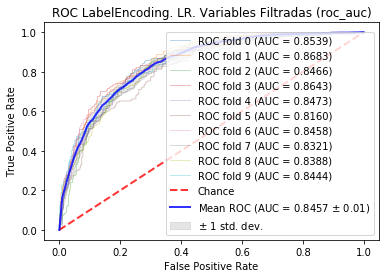 ROC LabelEncoding. LR. Variables Filtradas (roc_auc)
True Positive Rate
1.0
0.8
0.6
0.4
0.2
0.0
ROC fold 0 (AUC = 0.8539)
ROC fold 1 (AUC = 0.8683)
ROC fold 2 (AUC = 0.8466)
ROC fold 3 (AUC = 0.8643)
ROC fold 4 (AUC = 0.8473)
ROC fold 5 (AUC = 0.8160)
ROC fold 6 (AUC = 0.8458)
ROC fold 7 (AUC = 0.8321)
ROC fold 8 (AUC = 0.8388)
ROC fold 9 (AUC = 0.8444)
Chance
Mean ROC (AUC = 0.8457 ± 0.01)
± 1 std. dev.
0.0 0.2 0.4 0.6 0.8 1.0
False Positive Rate